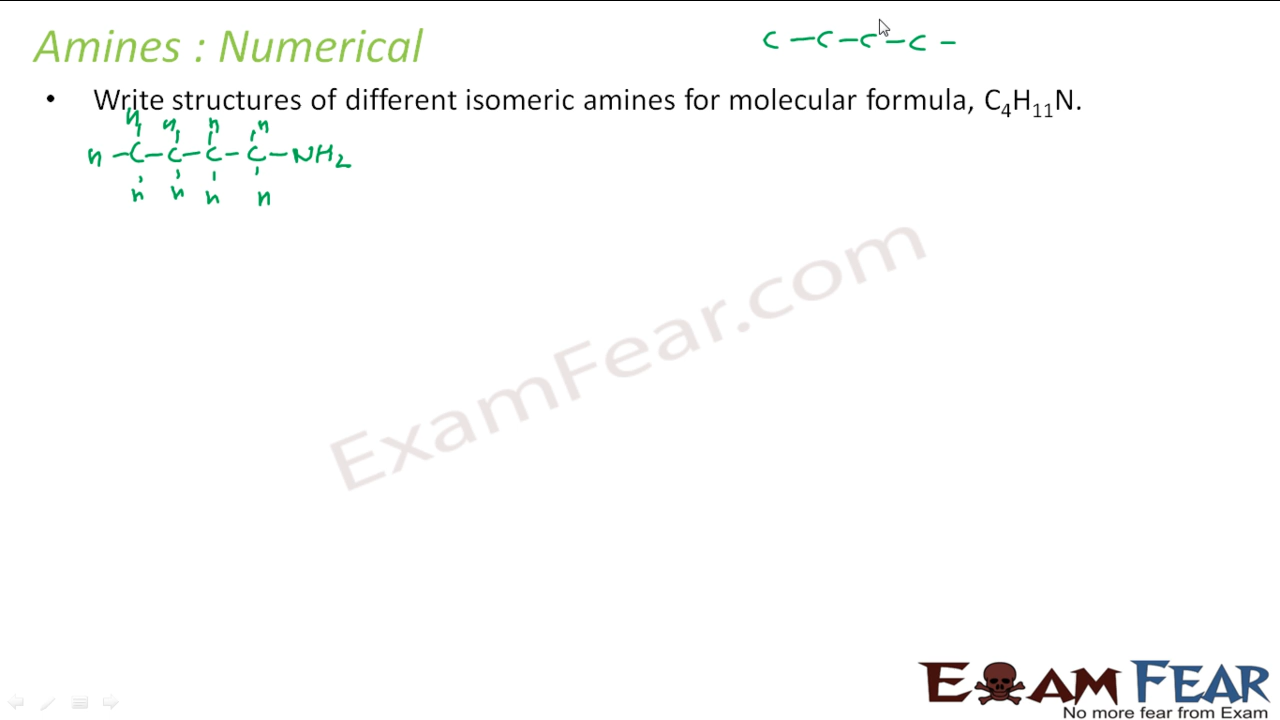 Amines : Numerical
C - C - C - C -
• Write structures of different isomeric amines for molecular formula, C₄H₁₁N.
H H H H
H - C - C - C - C - NH₂
H H H H
ExamFear.com
EXAM FEAR
No more fear from Exam